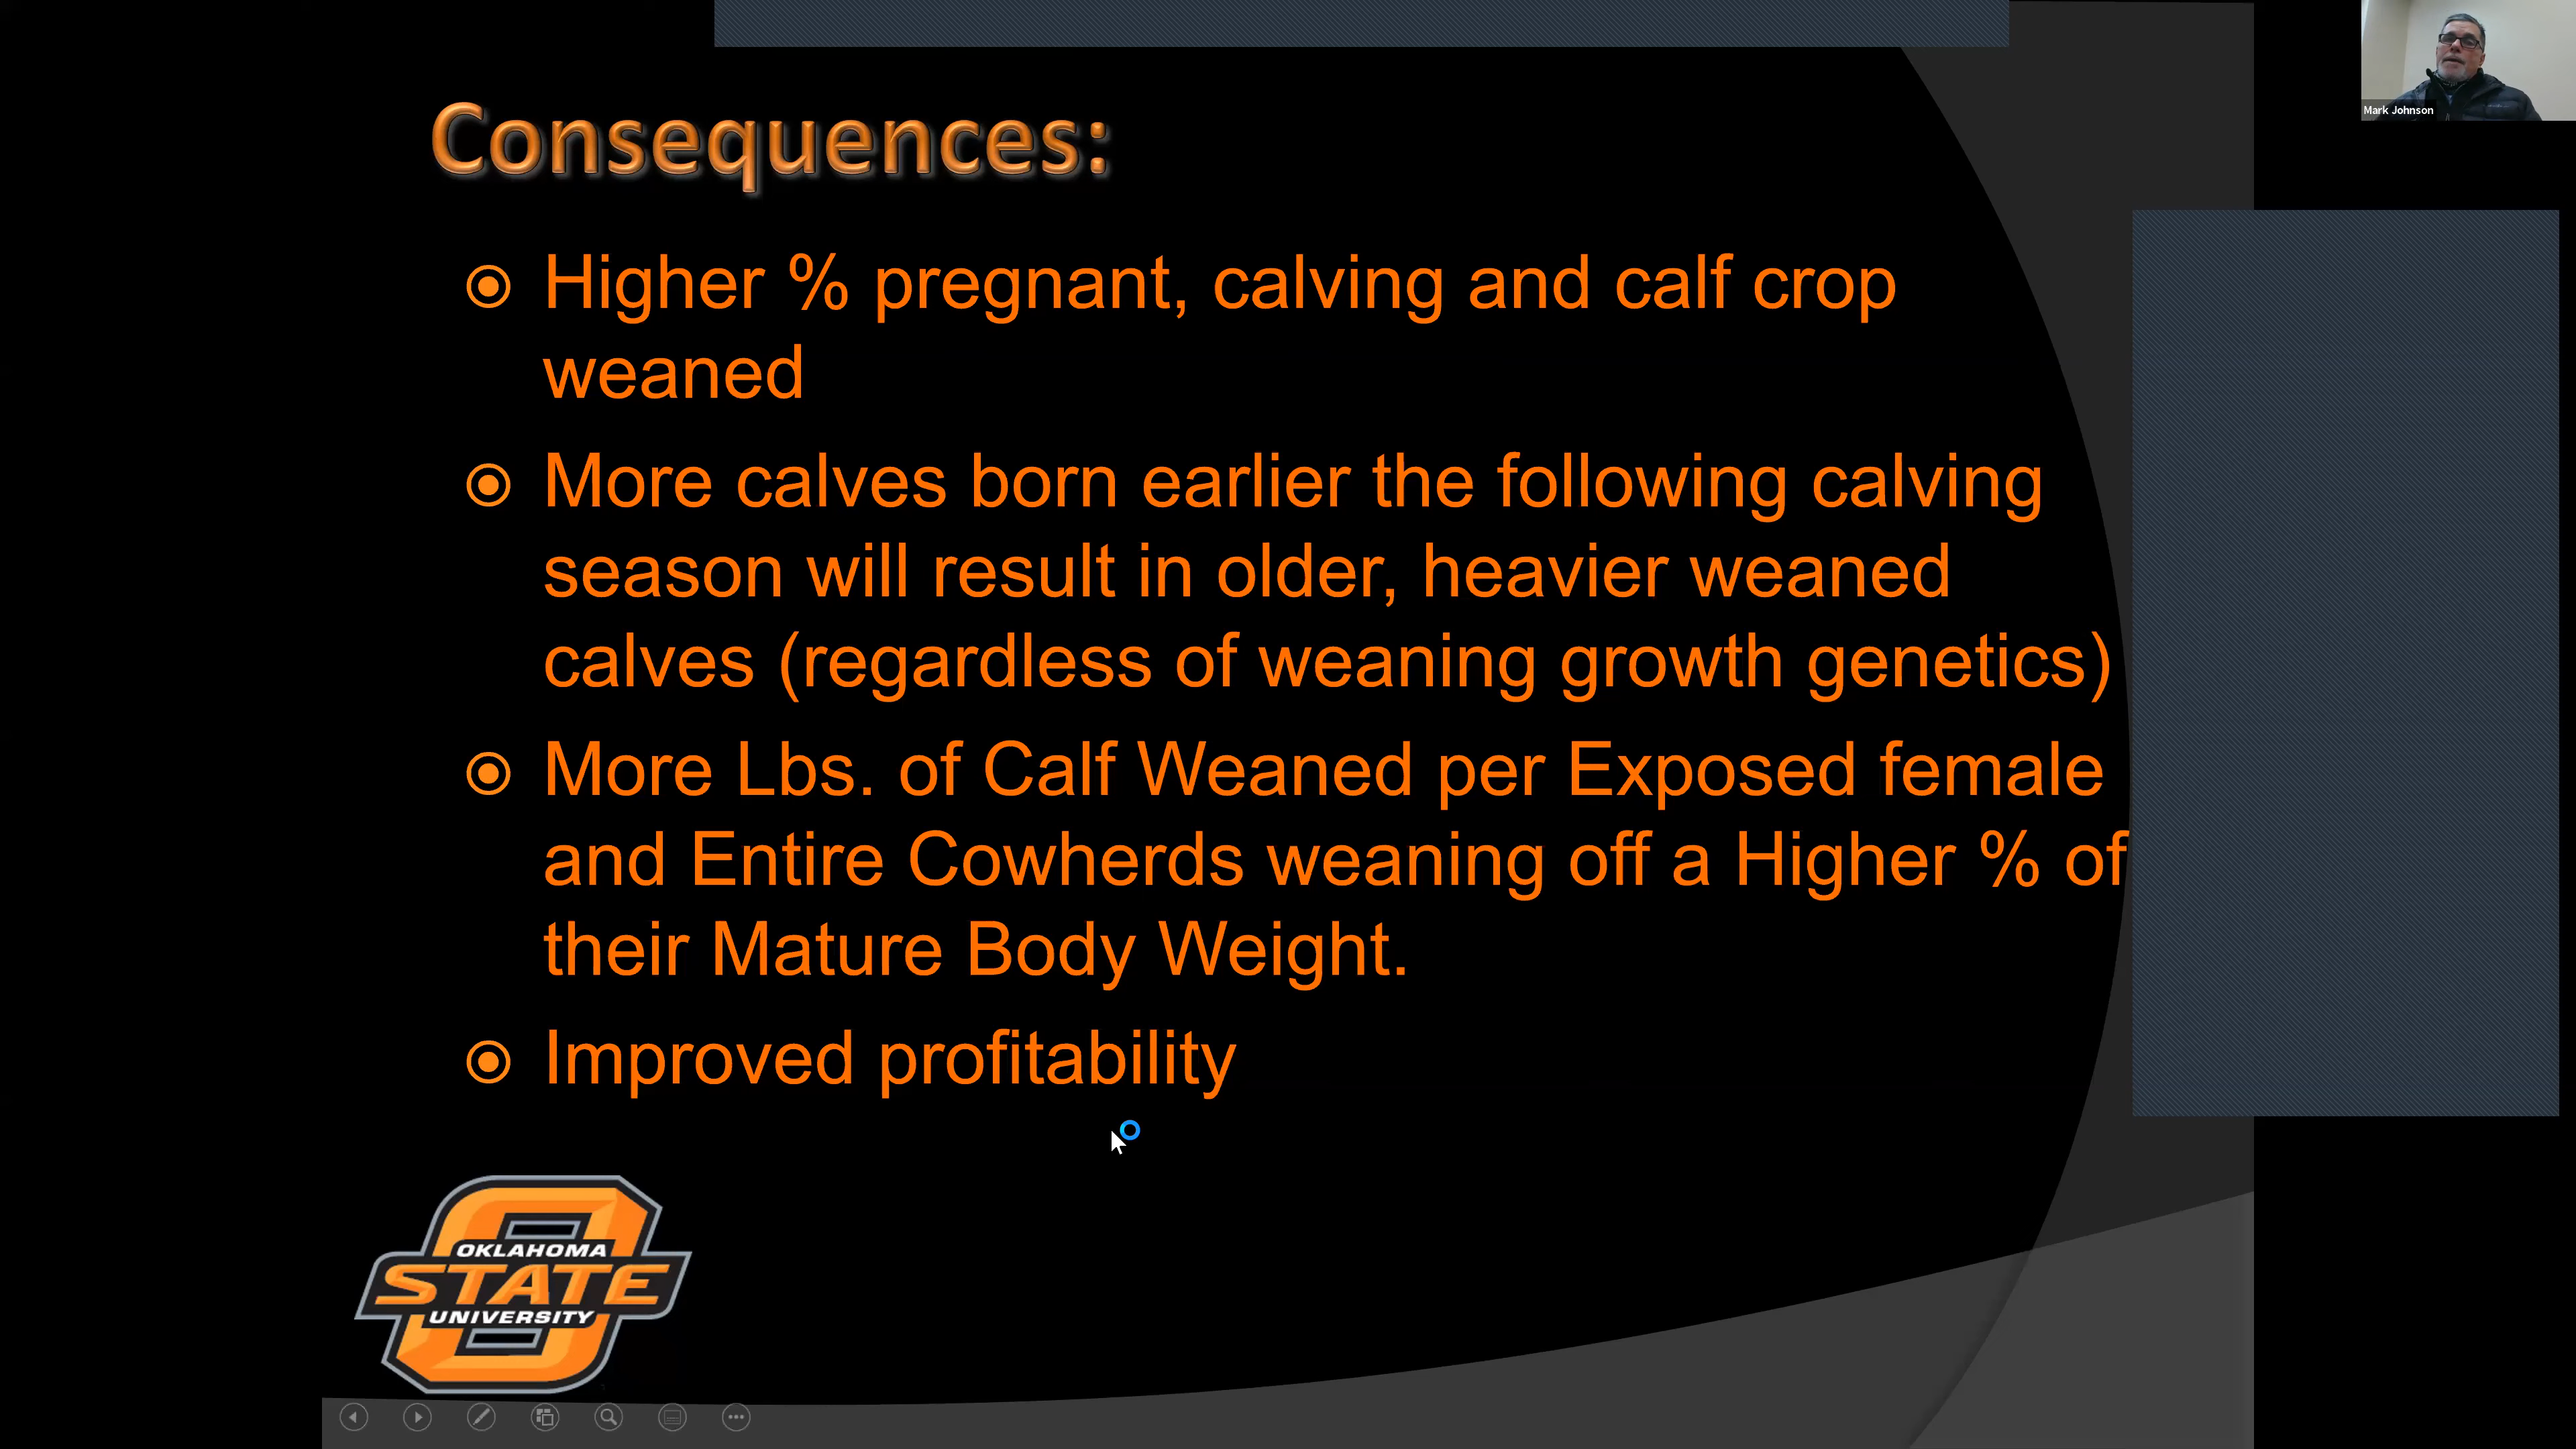 Mark Johnson
Consequences:
Higher % pregnant, calving and calf crop
weaned
More calves born earlier the following calving
season will result in older, heavier weaned
calves (regardless of weaning growth genetics)
More Lbs. of Calf Weaned per Exposed female
and Entire Cowherds weaning off a Higher % of
their Mature Body Weight.
Improved profitability
OKLAHOMA
STATE
UNIVERSITY